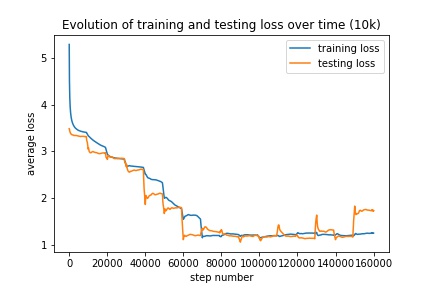 Evolution of training and testing loss over time (10k)
training loss
testing loss
average loss
5
4
3
2
1
0 20000 40000 60000 80000 100000 120000 140000 160000
step number